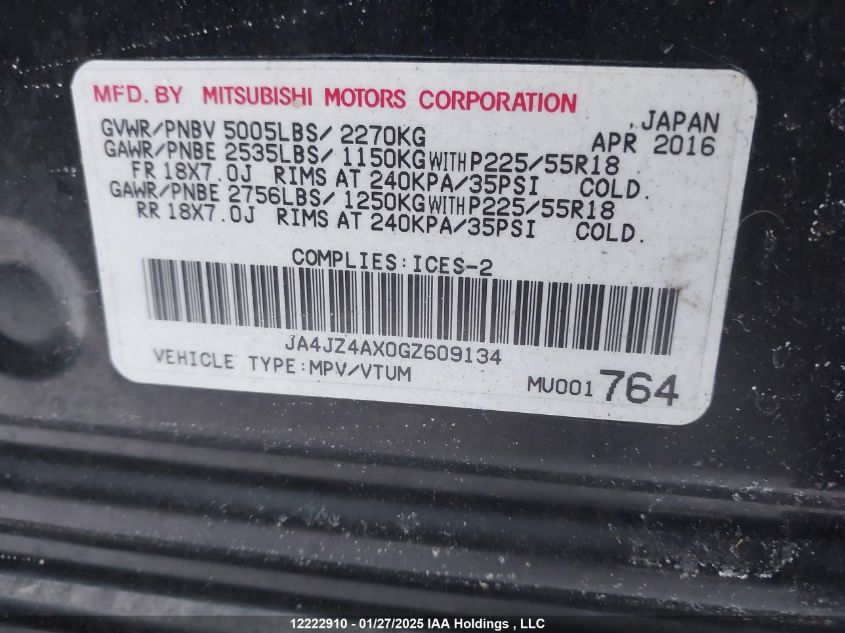 MFD. BY MITSUBISHI MOTORS CORPORATION
, JAPAN
GVWR/PNBV 5005LBS/ 2270KG APR 2016
GAWR/PNBE 2535LBS/ 1150KG WITH P225/55R18
FR 18X7.0J RIMS AT 240KPA/35PSI COLD.
GAWR/PNBE 2756LBS/ 1250KG WITH P225/55R18
RR 18X7.0J RIMS AT 240KPA/35PSI COLD.
COMPLIES:ICES-2
JA4JZ4AX0GZ609134
VEHICLE TYPE:MPV/VTUM
MU001 764
12222910 - 01/27/2025 IAA Holdings , LLC